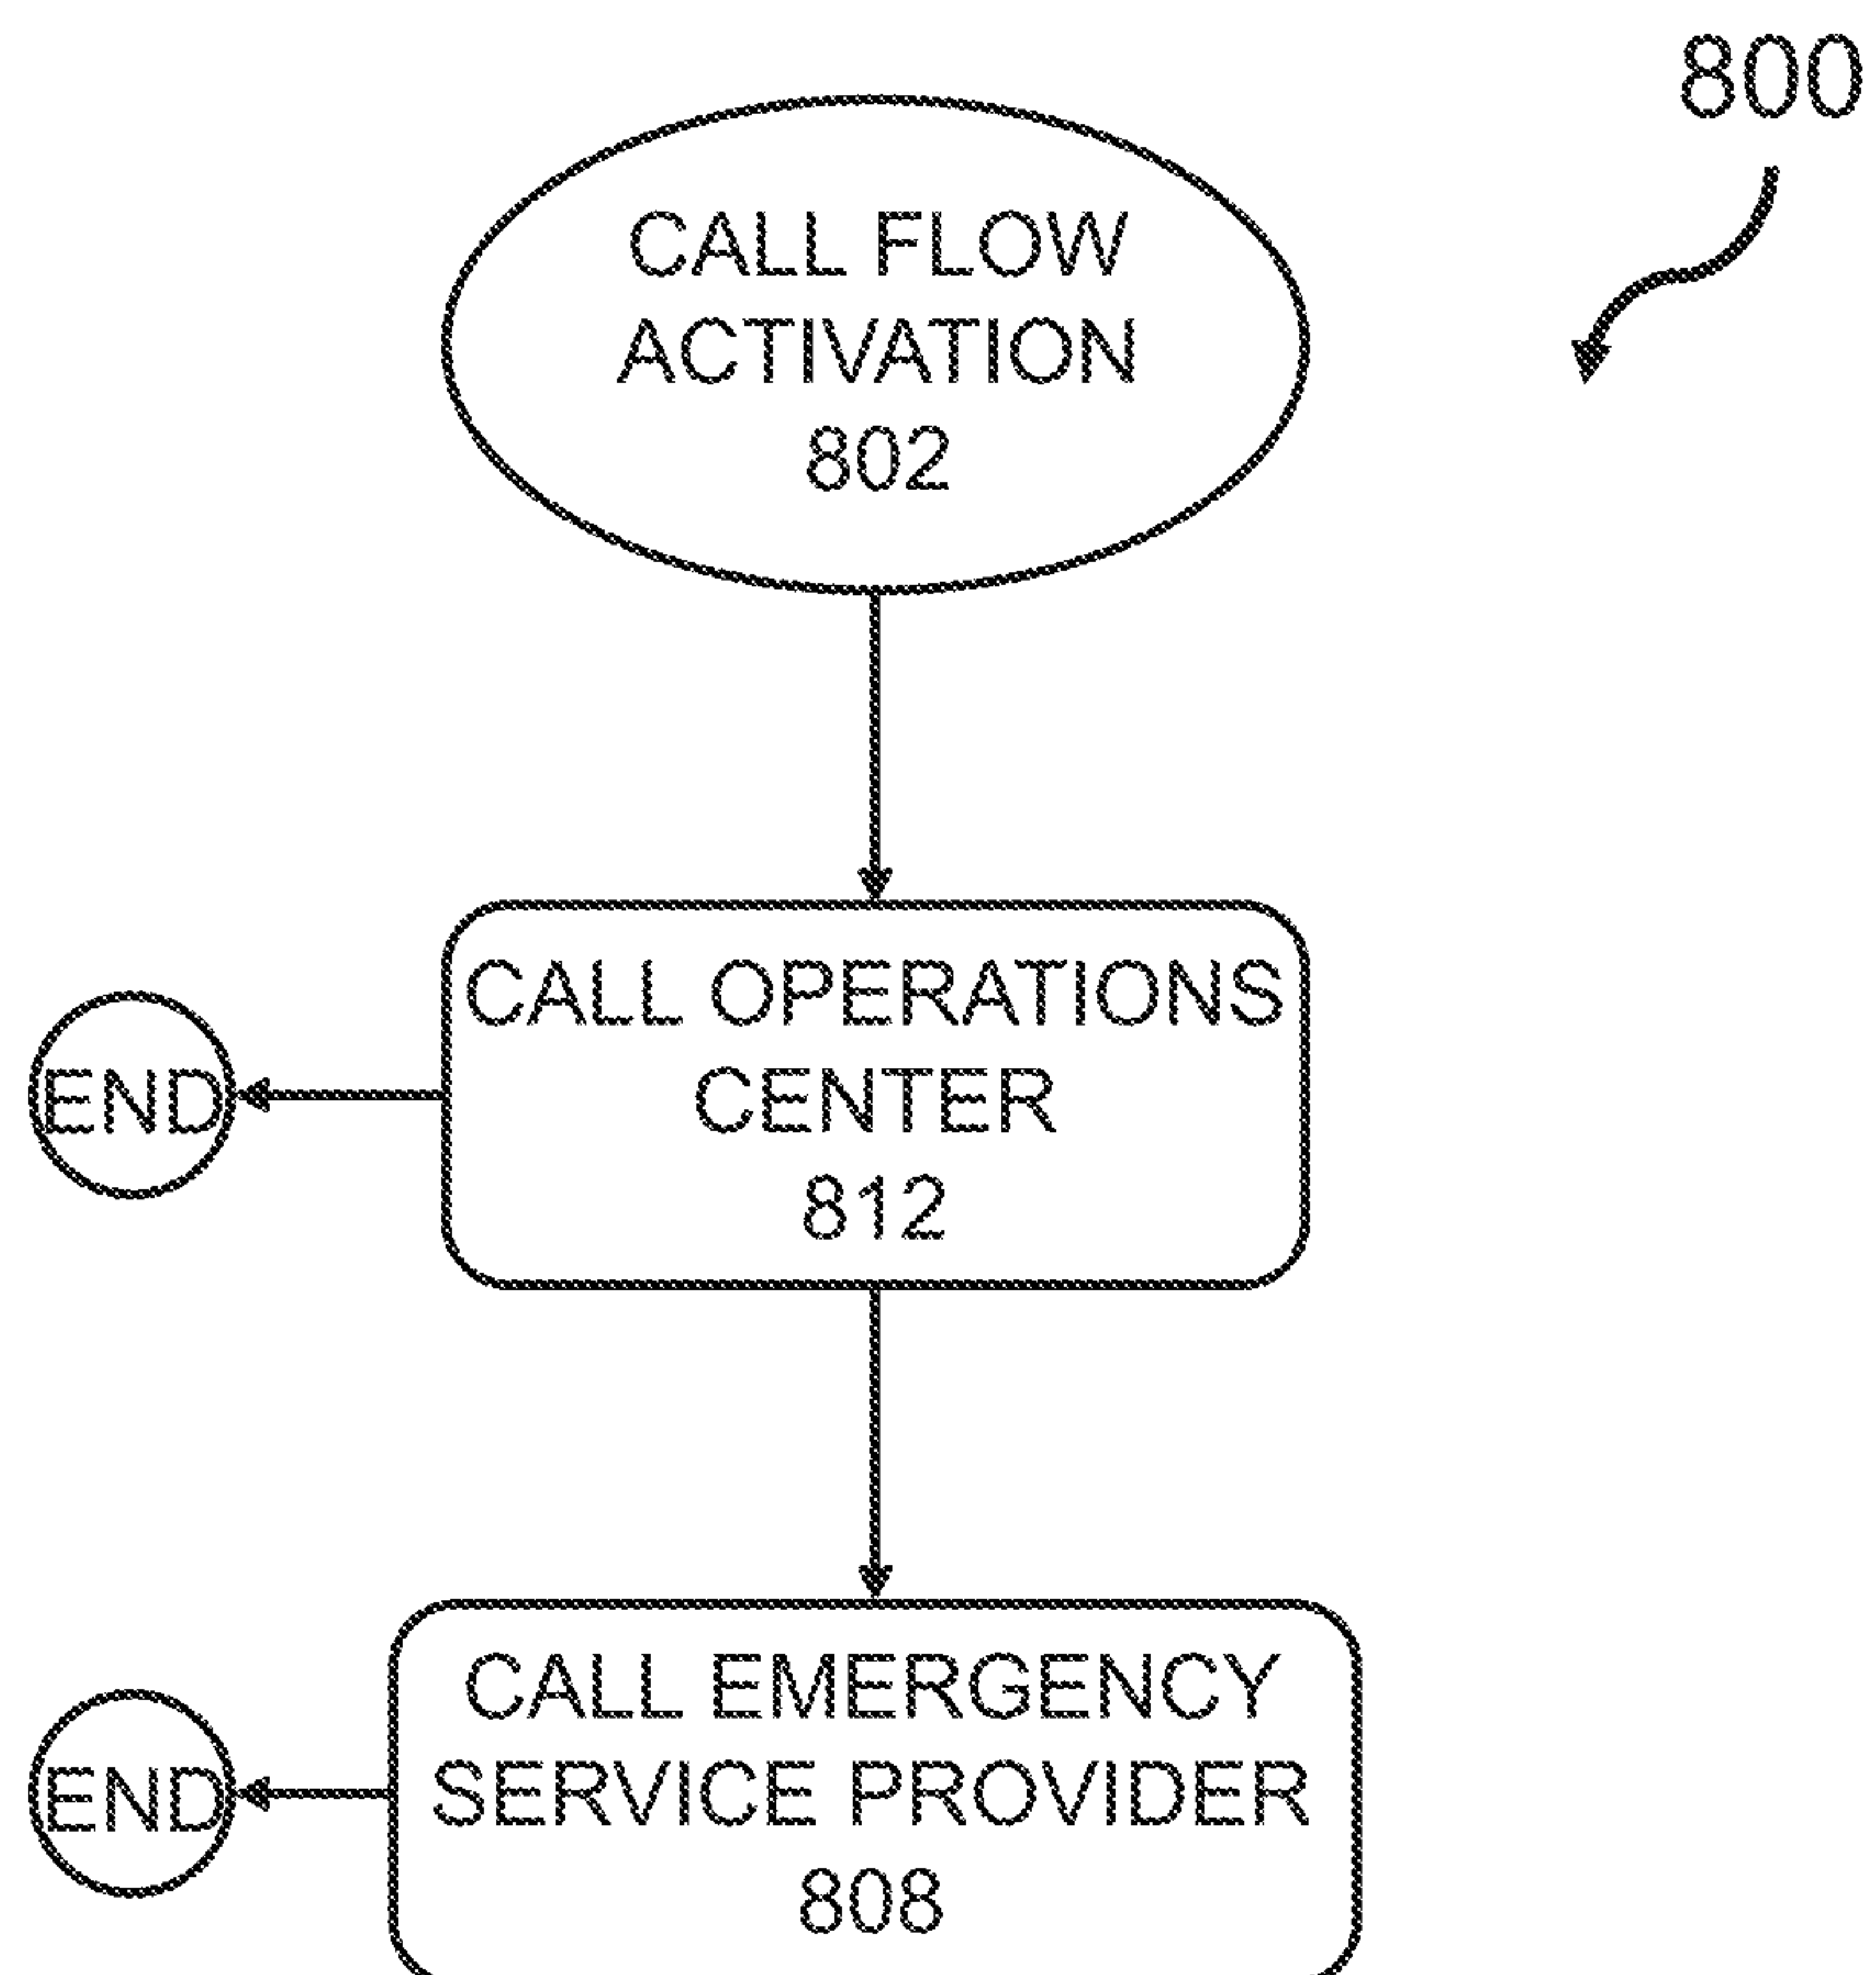 800
CALL FLOW
ACTIVATION
802
CALL OPERATIONS
CENTER
812
END
CALL EMERGENCY
SERVICE PROVIDER
808
END